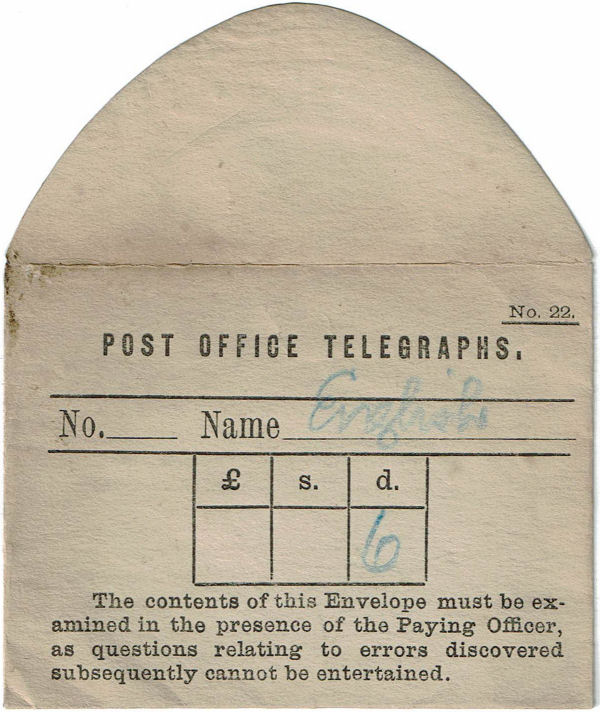 No. 22.
POST OFFICE TELEGRAPHS.
No. Name English
£ s. d.
6
The contents of this Envelope must be ex-
amined in the presence of the Paying Officer,
as questions relating to errors discovered
subsequently cannot be entertained.